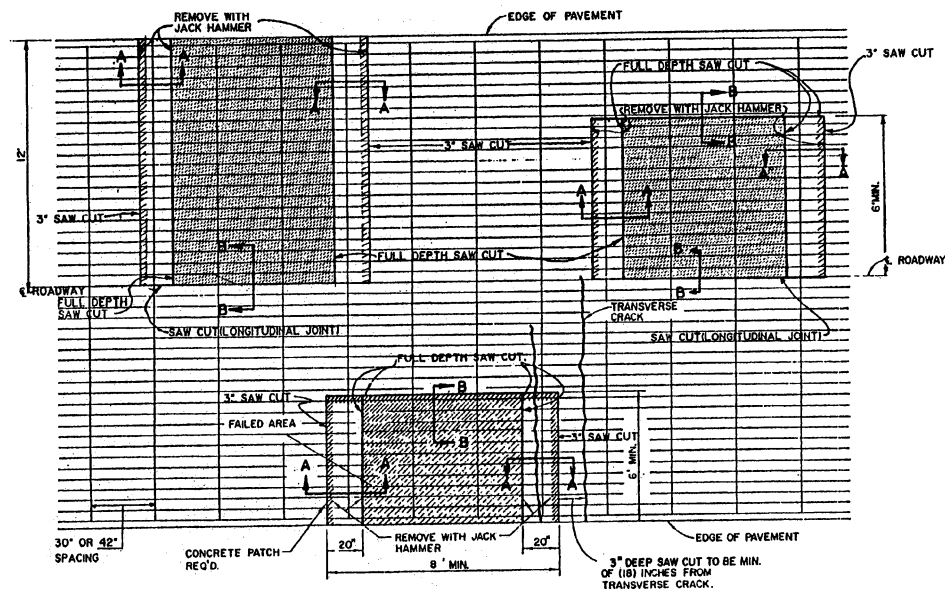 REMOVE WITH
JACK HAMMER
EDGE OF PAVEMENT
A
A
A
A
FULL DEPTH SAW CUT
3" SAW CUT
B
B
REMOVE WITH JACK HAMMER
3" SAW CUT
12"
A
A
A
A
6' MIN.
3" SAW CUT
B
B
FULL DEPTH SAW CUT
B
B
ROADWAY
ROADWAY
FULL DEPTH
SAW CUT
SAW CUT (LONGITUDINAL JOINT)
TRANSVERSE
CRACK
SAW CUT (LONGITUDINAL JOINT)
FULL DEPTH SAW CUT
3" SAW CUT
B
B
FAILED AREA
3" SAW CUT
6' MIN.
A
A
A
A
30" OR 42"
SPACING
CONCRETE PATCH
REQ'D.
20"
REMOVE WITH JACK
HAMMER
20"
8' MIN.
EDGE OF PAVEMENT
3" DEEP SAW CUT TO BE MIN.
OF (18) INCHES FROM
TRANSVERSE CRACK.